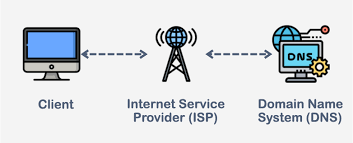 DNS
Client
Internet Service
Provider (ISP)
Domain Name
System (DNS)